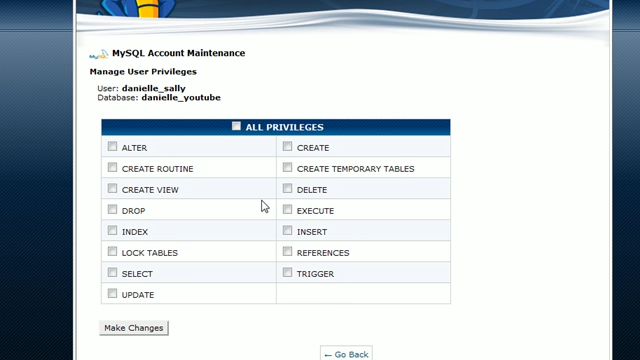 MySQL
MySQL Account Maintenance
Manage User Privileges
User: danielle_sally
Database: danielle_youtube
ALL PRIVILEGES
ALTER CREATE
CREATE ROUTINE CREATE TEMPORARY TABLES
CREATE VIEW DELETE
DROP EXECUTE
INDEX INSERT
LOCK TABLES REFERENCES
SELECT TRIGGER
UPDATE
Make Changes
← Go Back